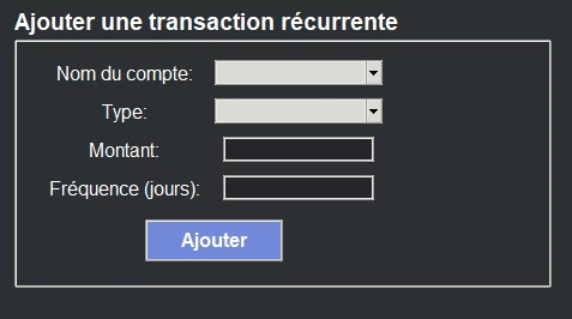 Ajouter une transaction récurrente
Nom du compte:
Type:
Montant:
Fréquence (jours):
Ajouter